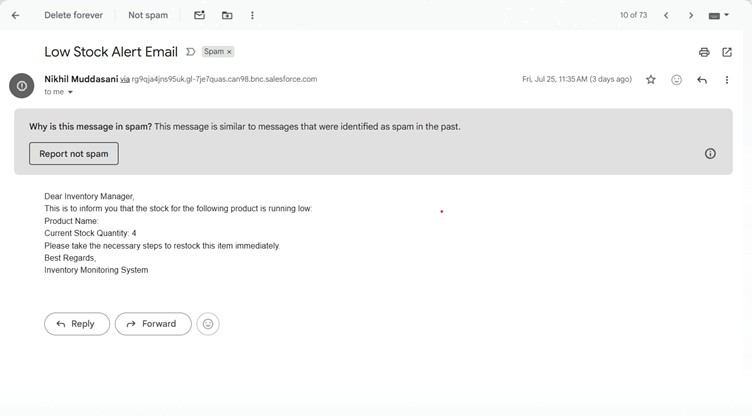 Delete forever
Not spam
10 of 73
Low Stock Alert Email
Spam ×
Nikhil Muddasani via rg9qja4jns95uk.gl-7je7quas.can98.bnc.salesforce.com
Fri, Jul 25, 11:35 AM (3 days ago)
to me
Why is this message in spam? This message is similar to messages that were identified as spam in the past.
Report not spam
Dear Inventory Manager,
This is to inform you that the stock for the following product is running low:
Product Name:
Current Stock Quantity: 4
Please take the necessary steps to restock this item immediately.
Best Regards,
Inventory Monitoring System
Reply
Forward